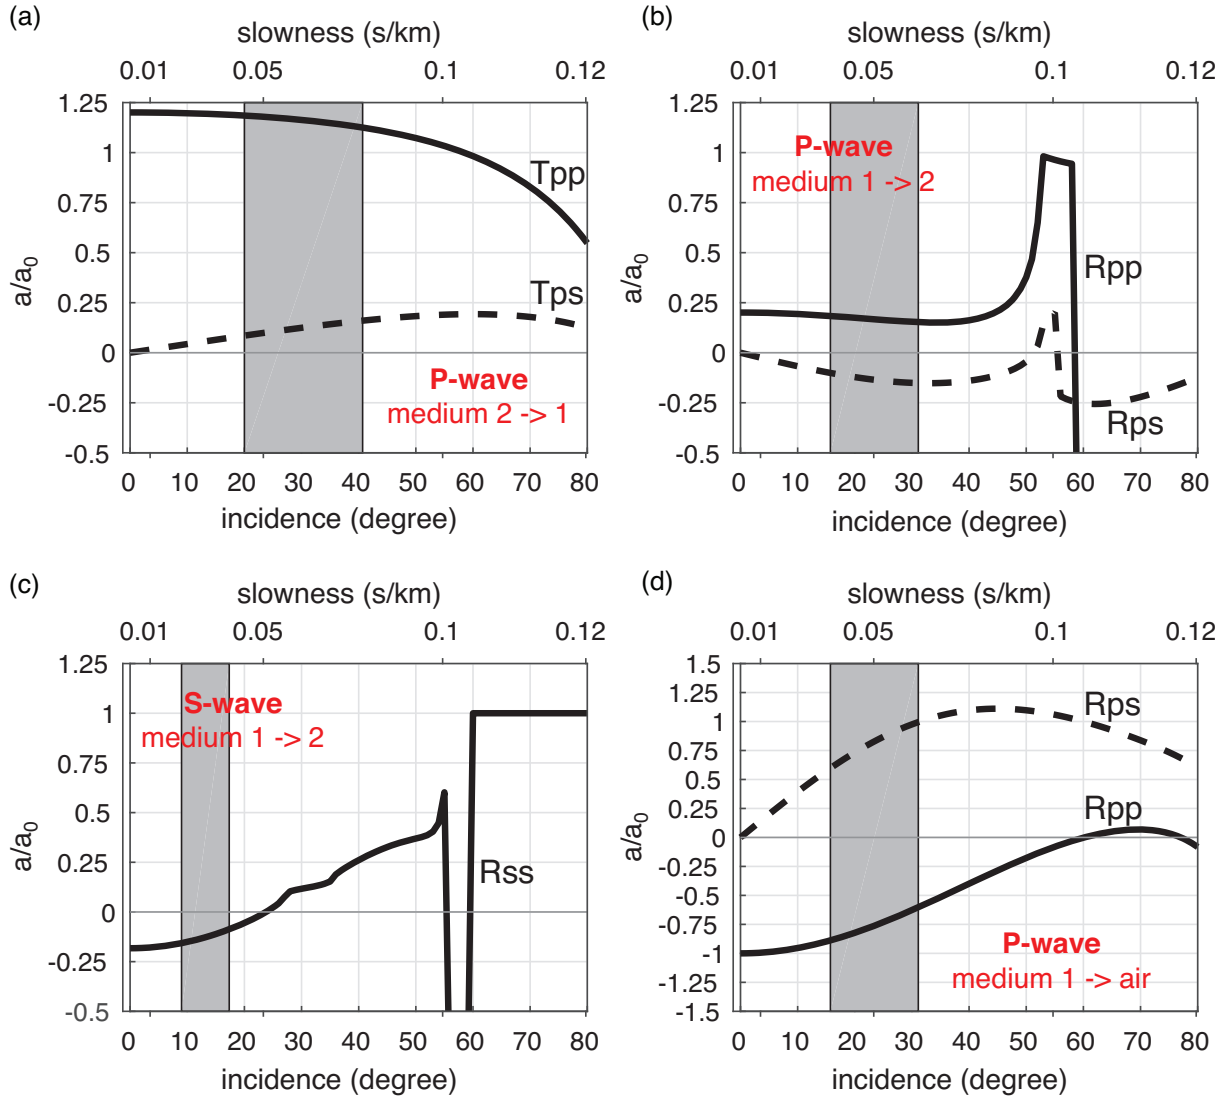 (a)
slowness (s/km)
0.01 0.05 0.1 0.12
1.25
1
0.75
0.5
0.25
0
-0.25
-0.5
a/a0
Tpp
Tps
P-wave
medium 2 -> 1
0 10 20 30 40 50 60 70 80
incidence (degree)
(b)
slowness (s/km)
0.01 0.05 0.1 0.12
1.25
1
0.75
0.5
0.25
0
-0.25
-0.5
a/a0
P-wave
medium 1 -> 2
Rpp
Rps
0 10 20 30 40 50 60 70 80
incidence (degree)
(c)
slowness (s/km)
0.01 0.05 0.1 0.12
1.25
1
0.75
0.5
0.25
0
-0.25
-0.5
a/a0
S-wave
medium 1 -> 2
Rss
0 10 20 30 40 50 60 70 80
incidence (degree)
(d)
slowness (s/km)
0.01 0.05 0.1 0.12
1.5
1.25
1
0.75
0.5
0.25
0
-0.25
-0.5
-0.75
-1
-1.25
-1.5
a/a0
Rps
Rpp
P-wave
medium 1 -> air
0 10 20 30 40 50 60 70 80
incidence (degree)